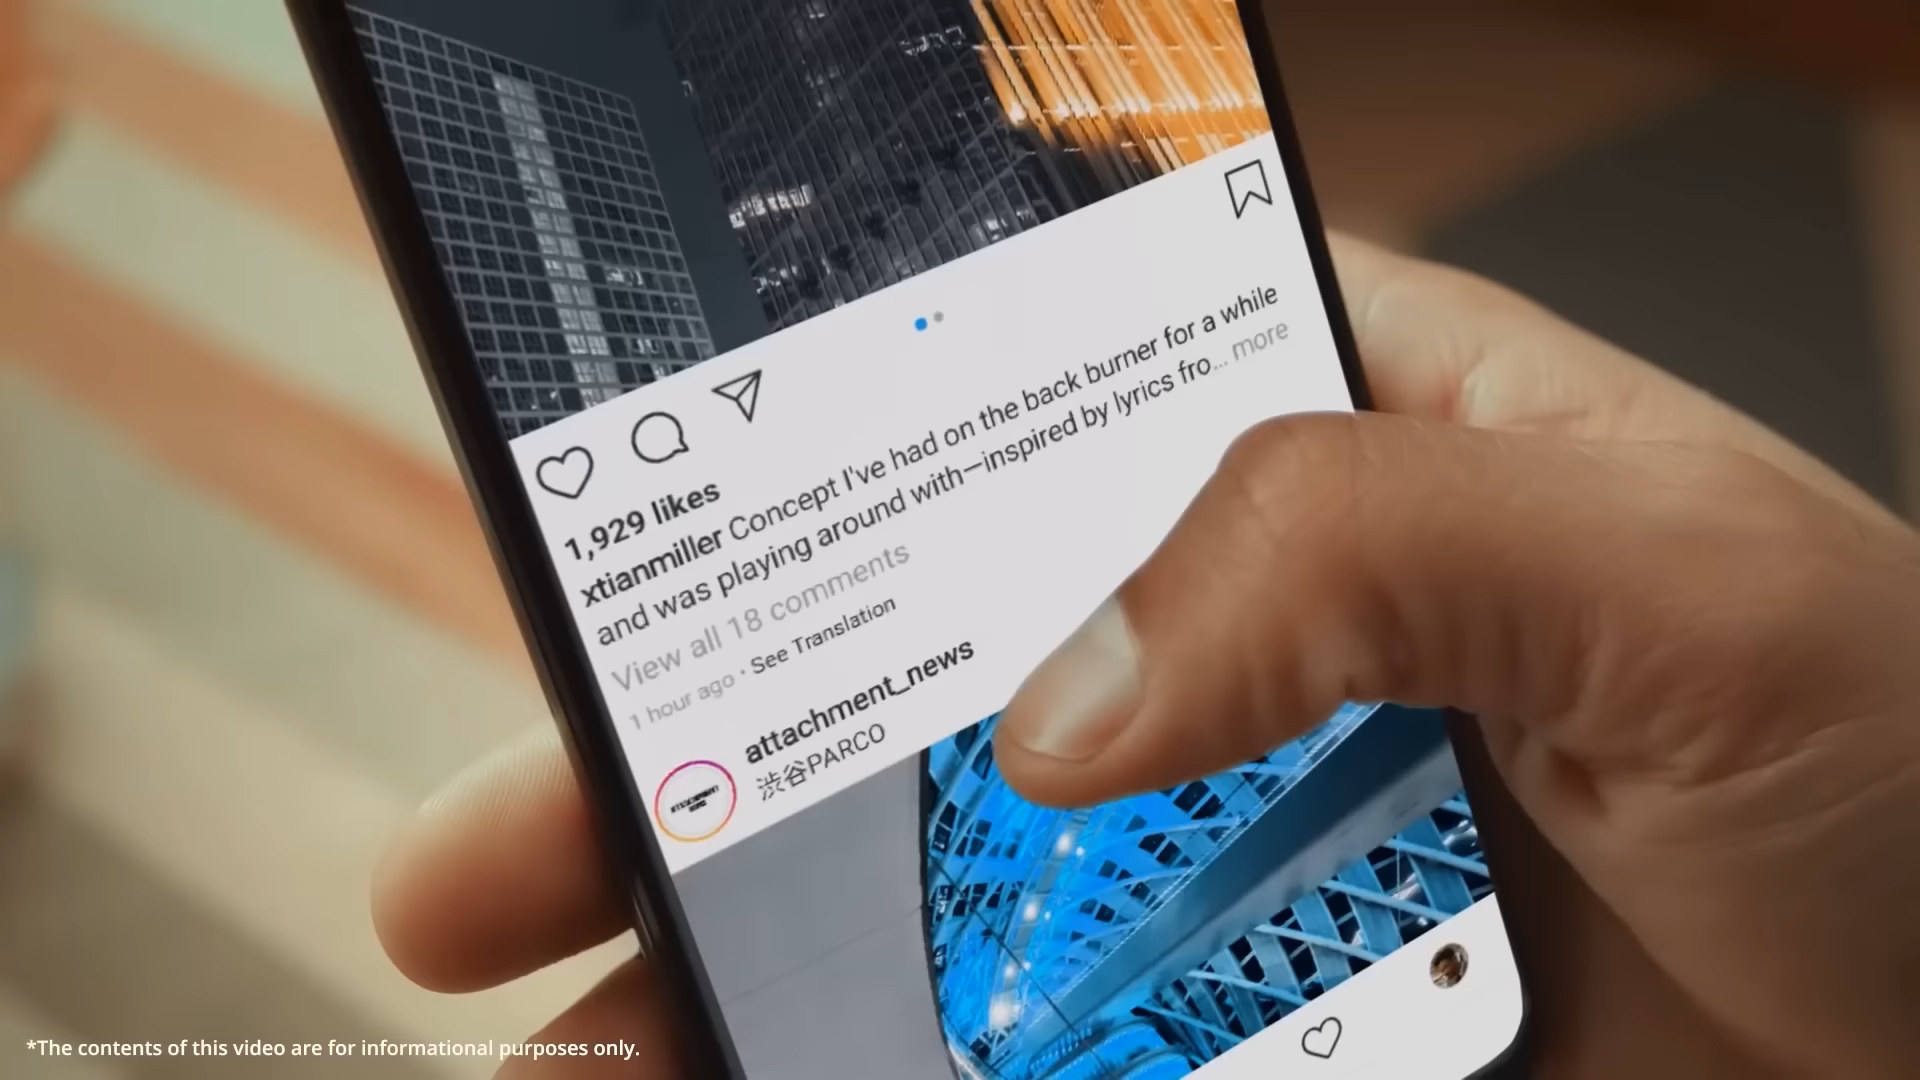 1,929 likes
xtianmiller Concept I've had on the back burner for a while
and was playing around with—inspired by lyrics fro... more
View all 18 comments
1 hour ago · See Translation
attachment_news
渋谷PARCO
*The contents of this video are for informational purposes only.